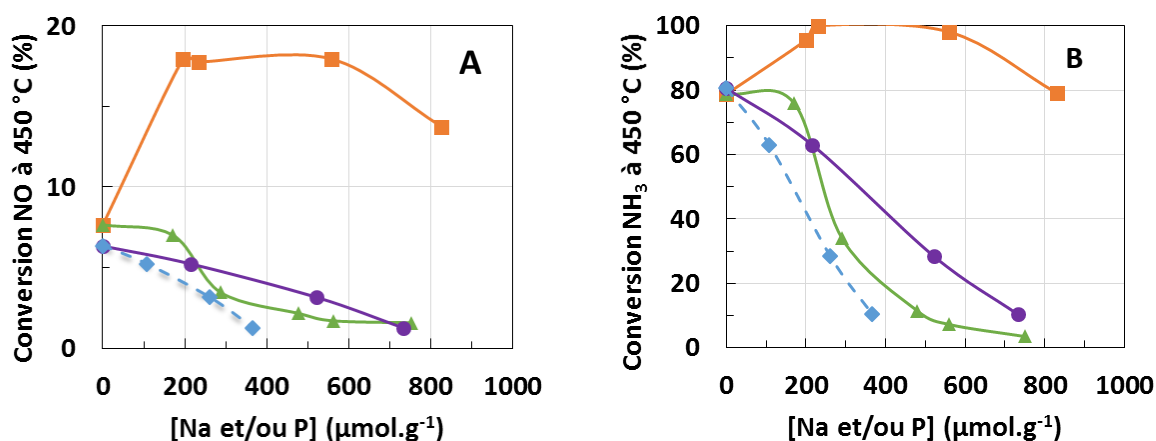 Conversion NO à 450 °C (%)
20
10
0
A
0 200 400 600 800 1000
[Na et/ou P] (µmol.g-1)
Conversion NH3 à 450 °C (%)
100
80
60
40
20
0
B
0 200 400 600 800 1000
[Na et/ou P] (µmol.g-1)